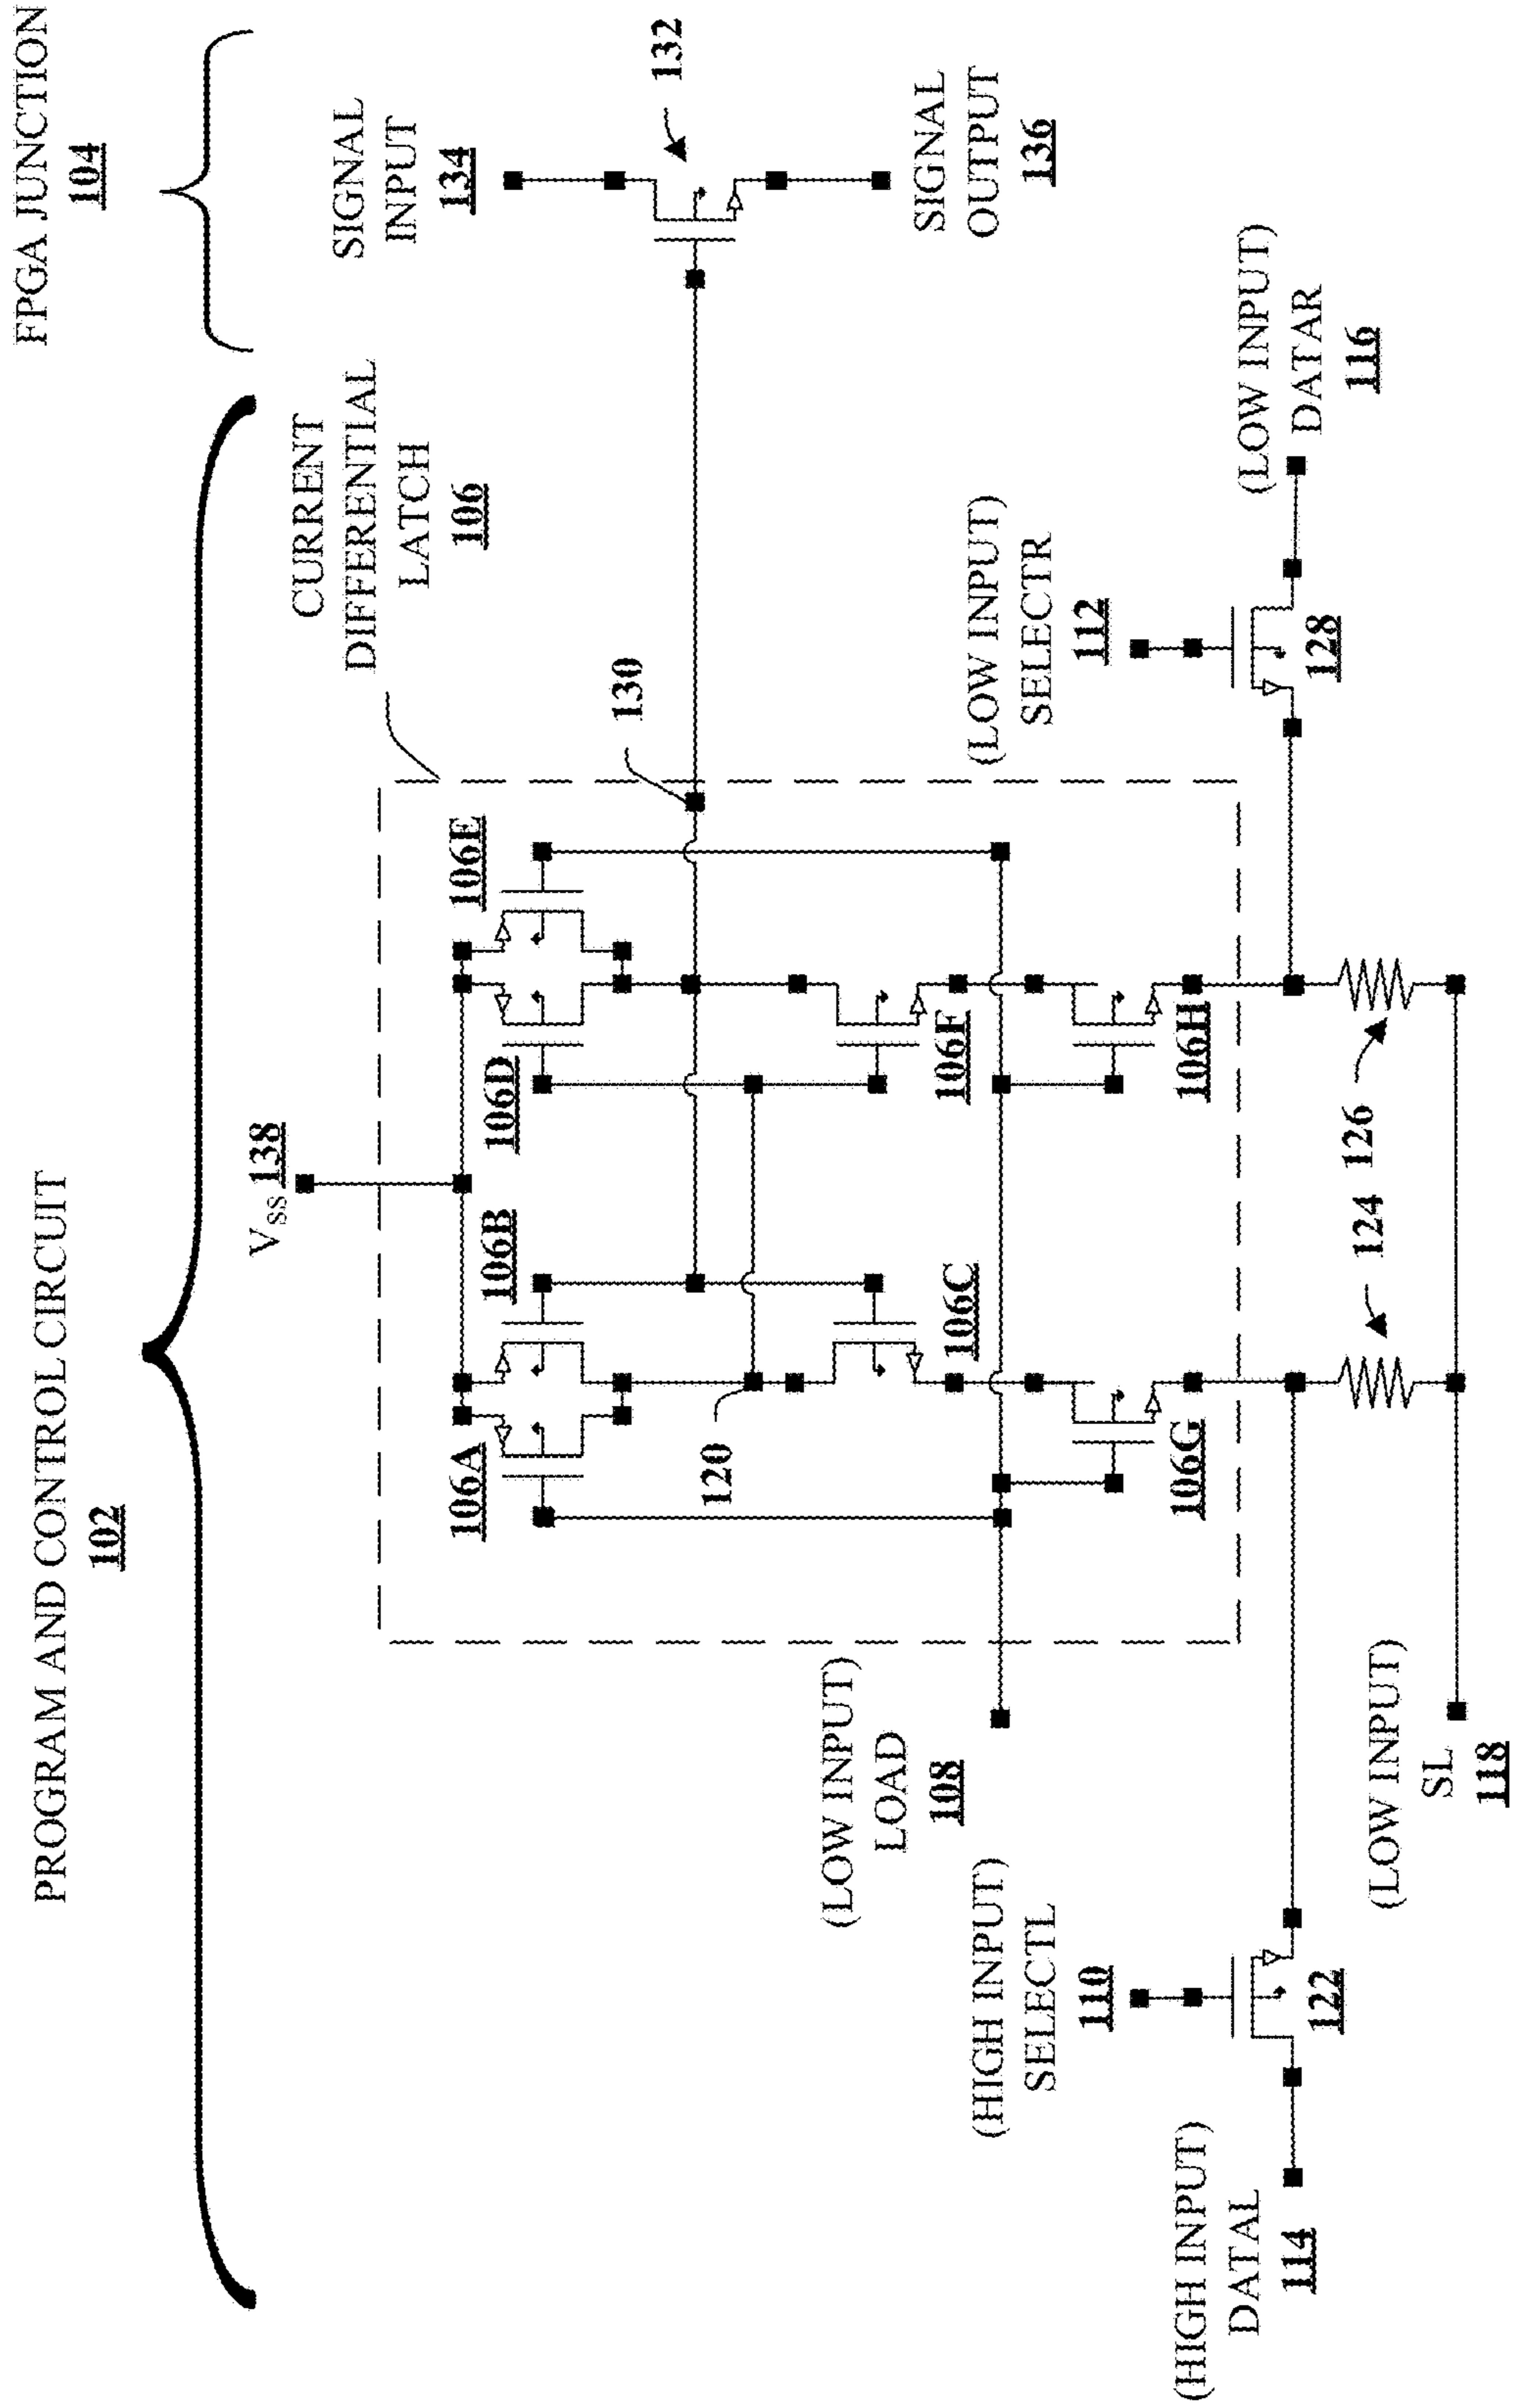 PROGRAM AND CONTROL CIRCUIT
102
FPGA JUNCTION
104
CURRENT
DIFFERENTIAL
LATCH
106
SIGNAL
INPUT
134
132
SIGNAL
OUTPUT
136
VSS 138
106A
106B
106D
106E
130
120
106C
106F
106G
106H
(LOW INPUT)
LOAD
108
(HIGH INPUT)
SELECTL
110
(HIGH INPUT)
DATAL
114
122
(LOW INPUT)
SL
118
124
126
(LOW INPUT)
SELECTR
112
128
(LOW INPUT)
DATAR
116